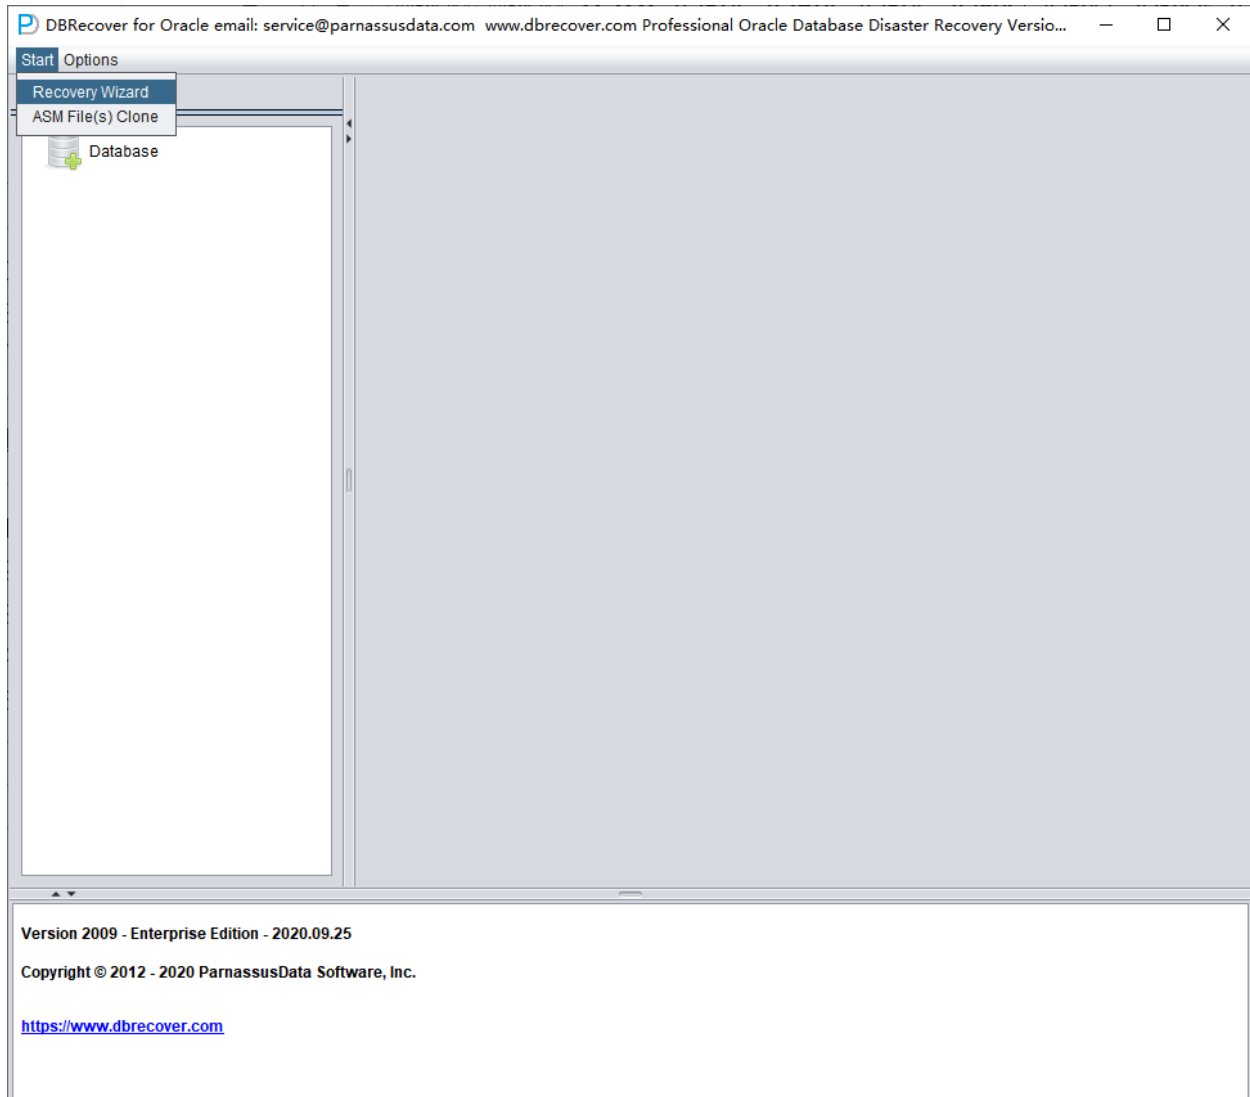 DBRecover for Oracle email: service@parnassusdata.com www.dbrecover.com Professional Oracle Database Disaster Recovery Versio...
Start Options
Recovery Wizard
ASM File(s) Clone
Database
Version 2009 - Enterprise Edition - 2020.09.25
Copyright © 2012 - 2020 ParnassusData Software, Inc.
https://www.dbrecover.com